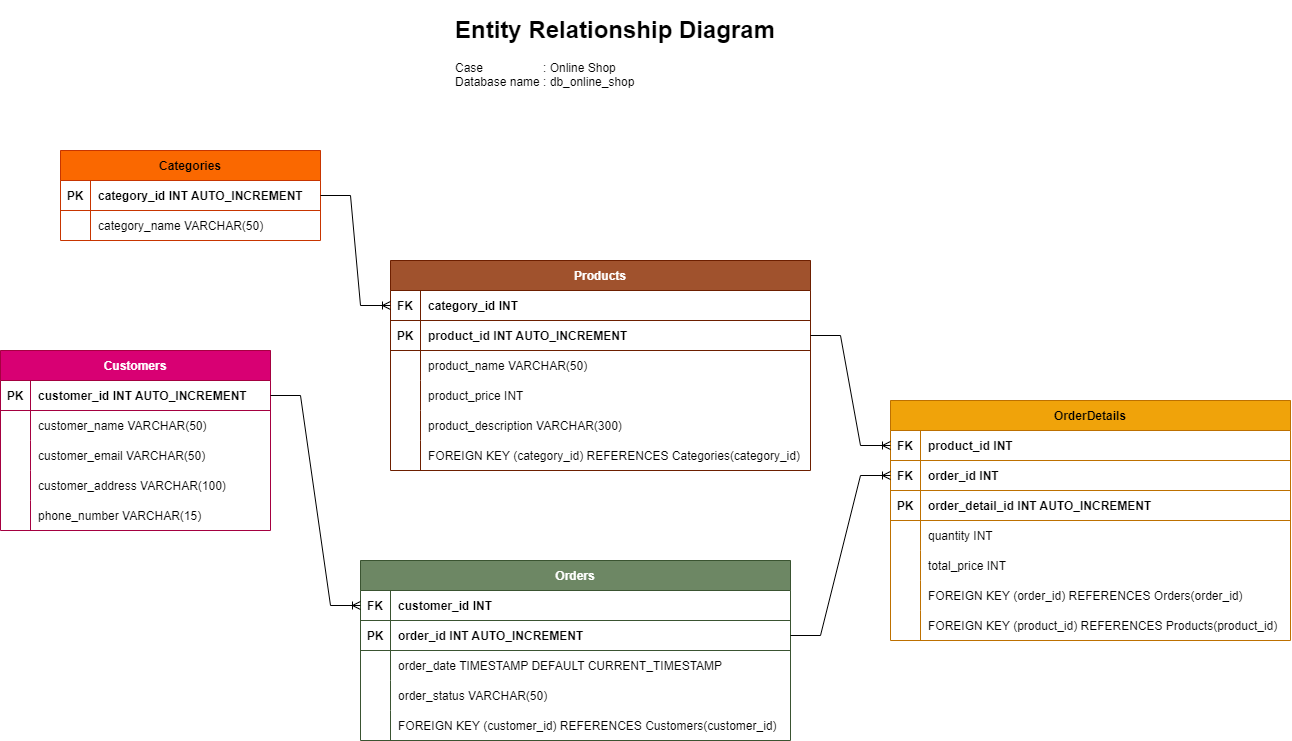 Entity Relationship Diagram
Case : Online Shop
Database name : db_online_shop
Categories
PK category_id INT AUTO_INCREMENT
category_name VARCHAR(50)
Products
FK category_id INT
PK product_id INT AUTO_INCREMENT
product_name VARCHAR(50)
product_price INT
product_description VARCHAR(300)
FOREIGN KEY (category_id) REFERENCES Categories(category_id)
Customers
PK customer_id INT AUTO_INCREMENT
customer_name VARCHAR(50)
customer_email VARCHAR(50)
customer_address VARCHAR(100)
phone_number VARCHAR(15)
OrderDetails
FK product_id INT
FK order_id INT
PK order_detail_id INT AUTO_INCREMENT
quantity INT
total_price INT
FOREIGN KEY (order_id) REFERENCES Orders(order_id)
FOREIGN KEY (product_id) REFERENCES Products(product_id)
Orders
FK customer_id INT
PK order_id INT AUTO_INCREMENT
order_date TIMESTAMP DEFAULT CURRENT_TIMESTAMP
order_status VARCHAR(50)
FOREIGN KEY (customer_id) REFERENCES Customers(customer_id)